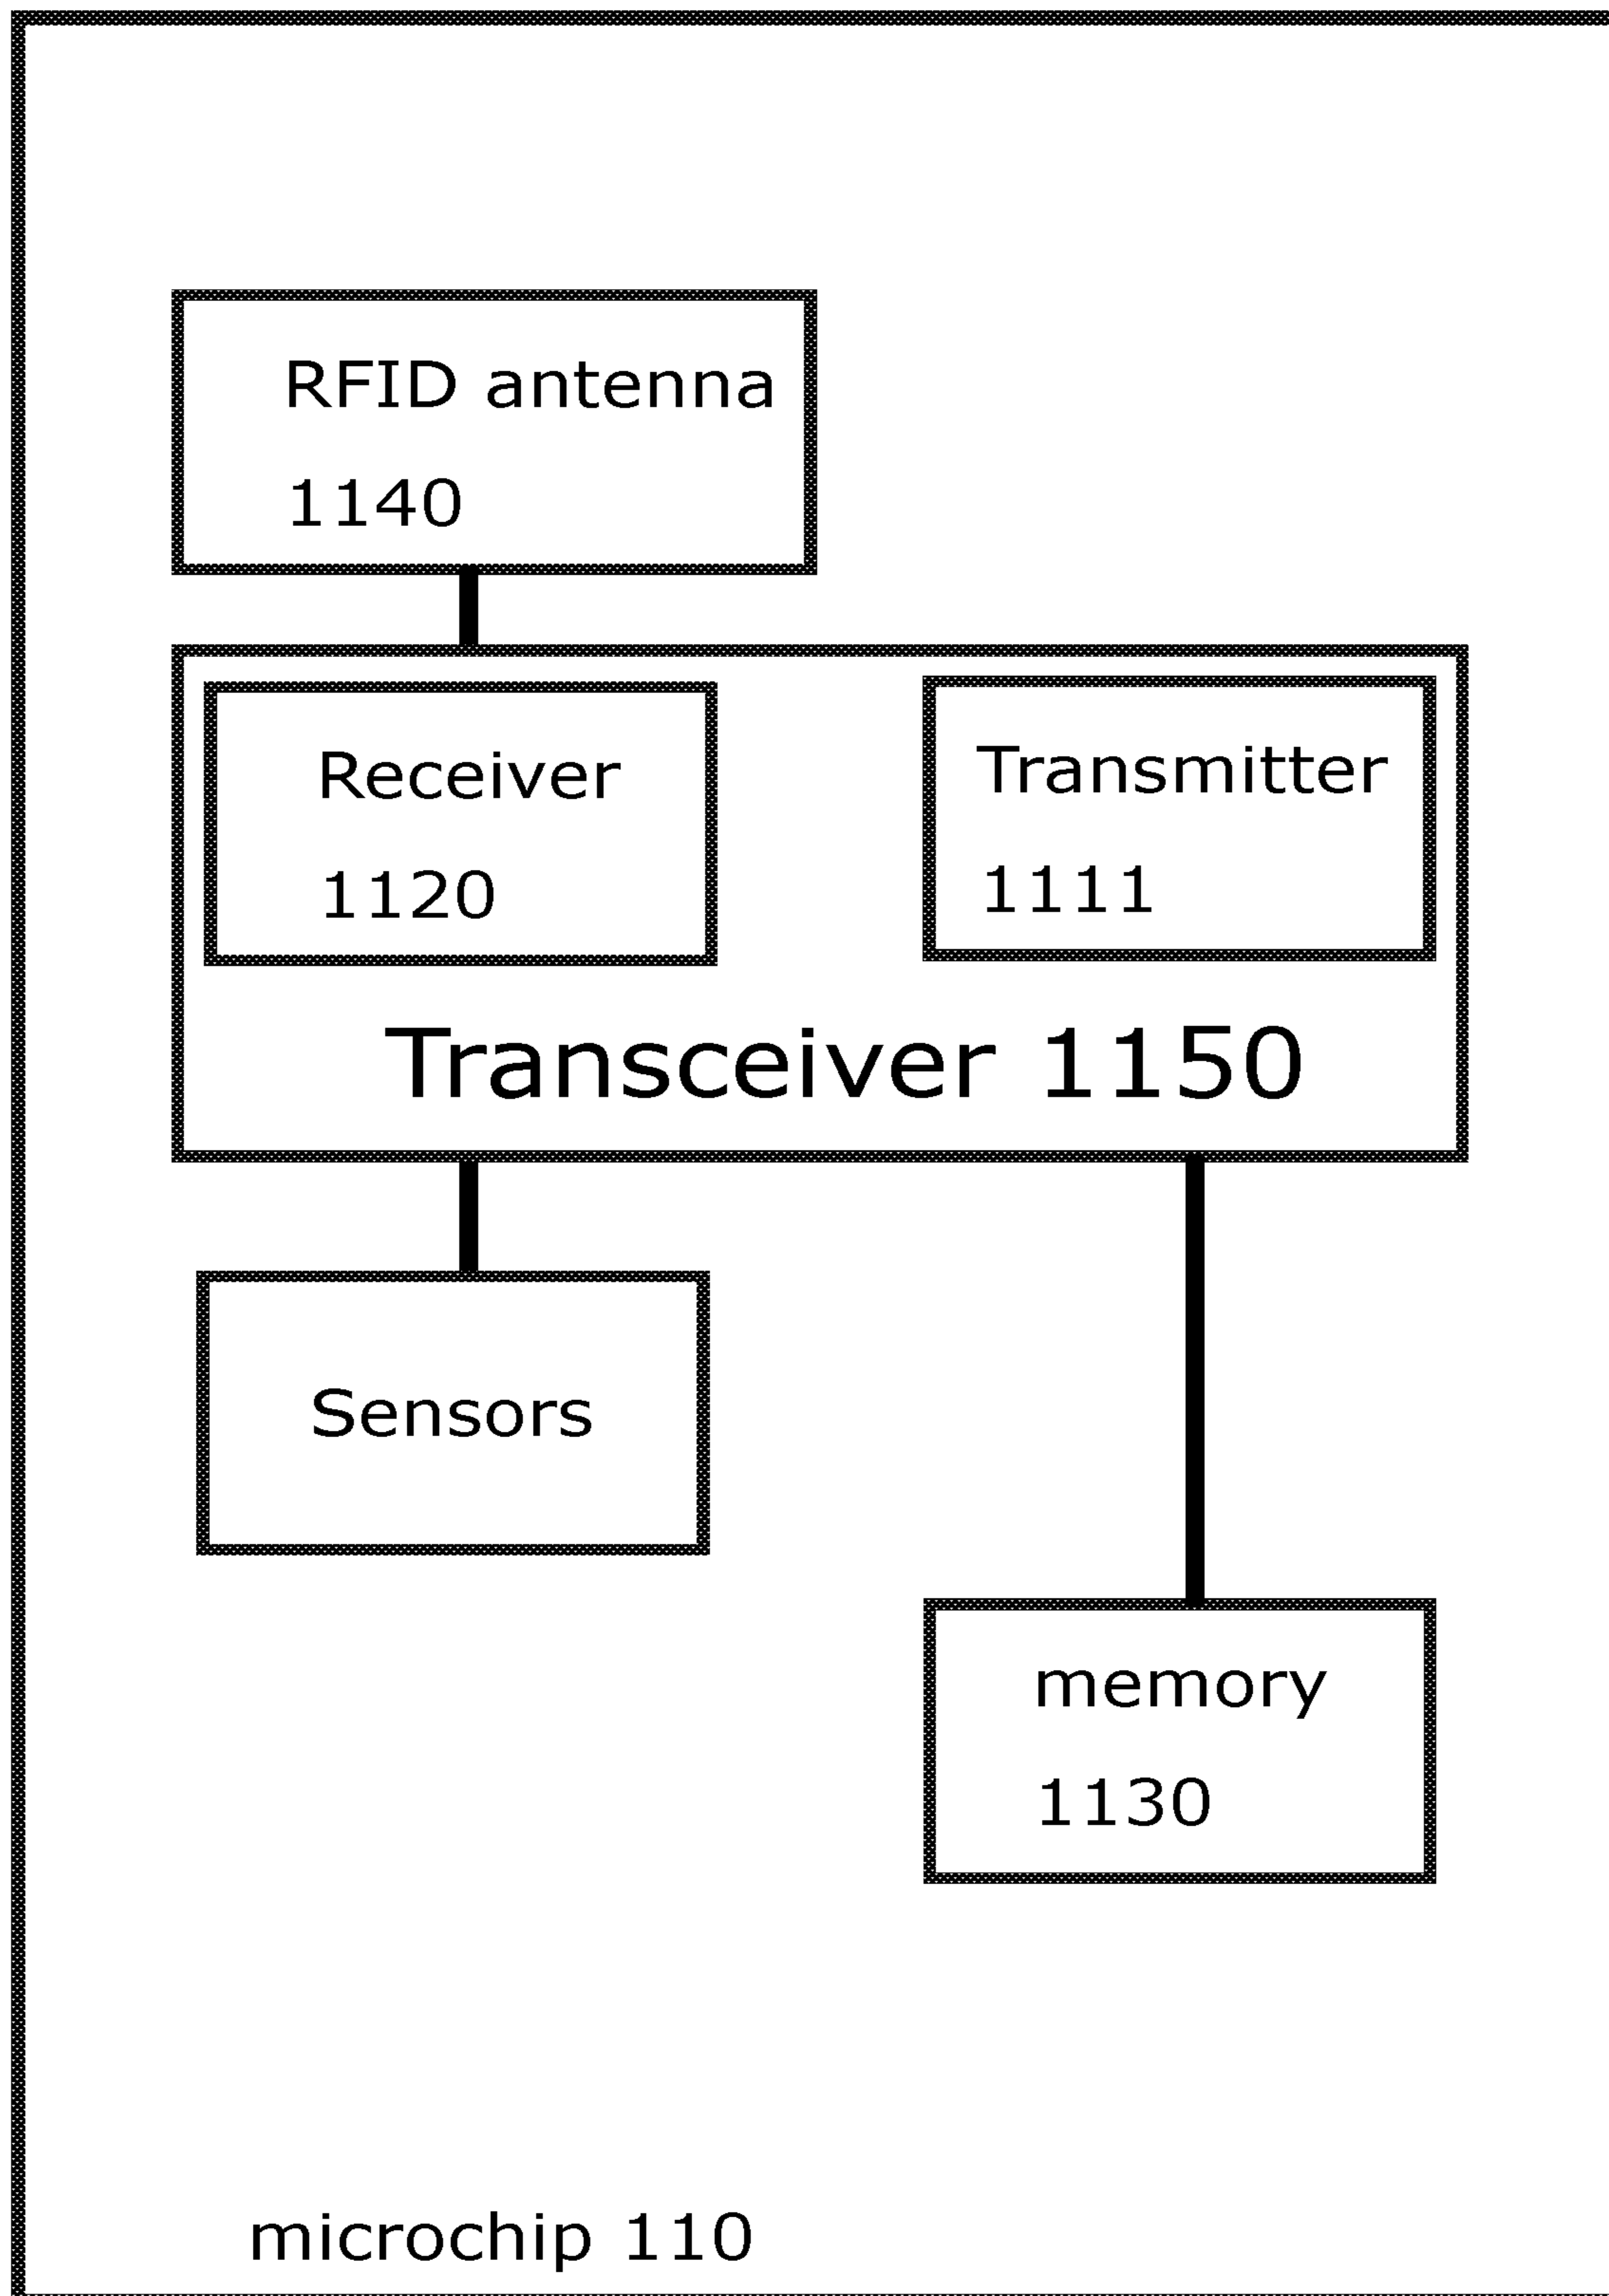 RFID antenna
1140
Receiver
1120
Transmitter
1111
Transceiver 1150
Sensors
memory
1130
microchip 110